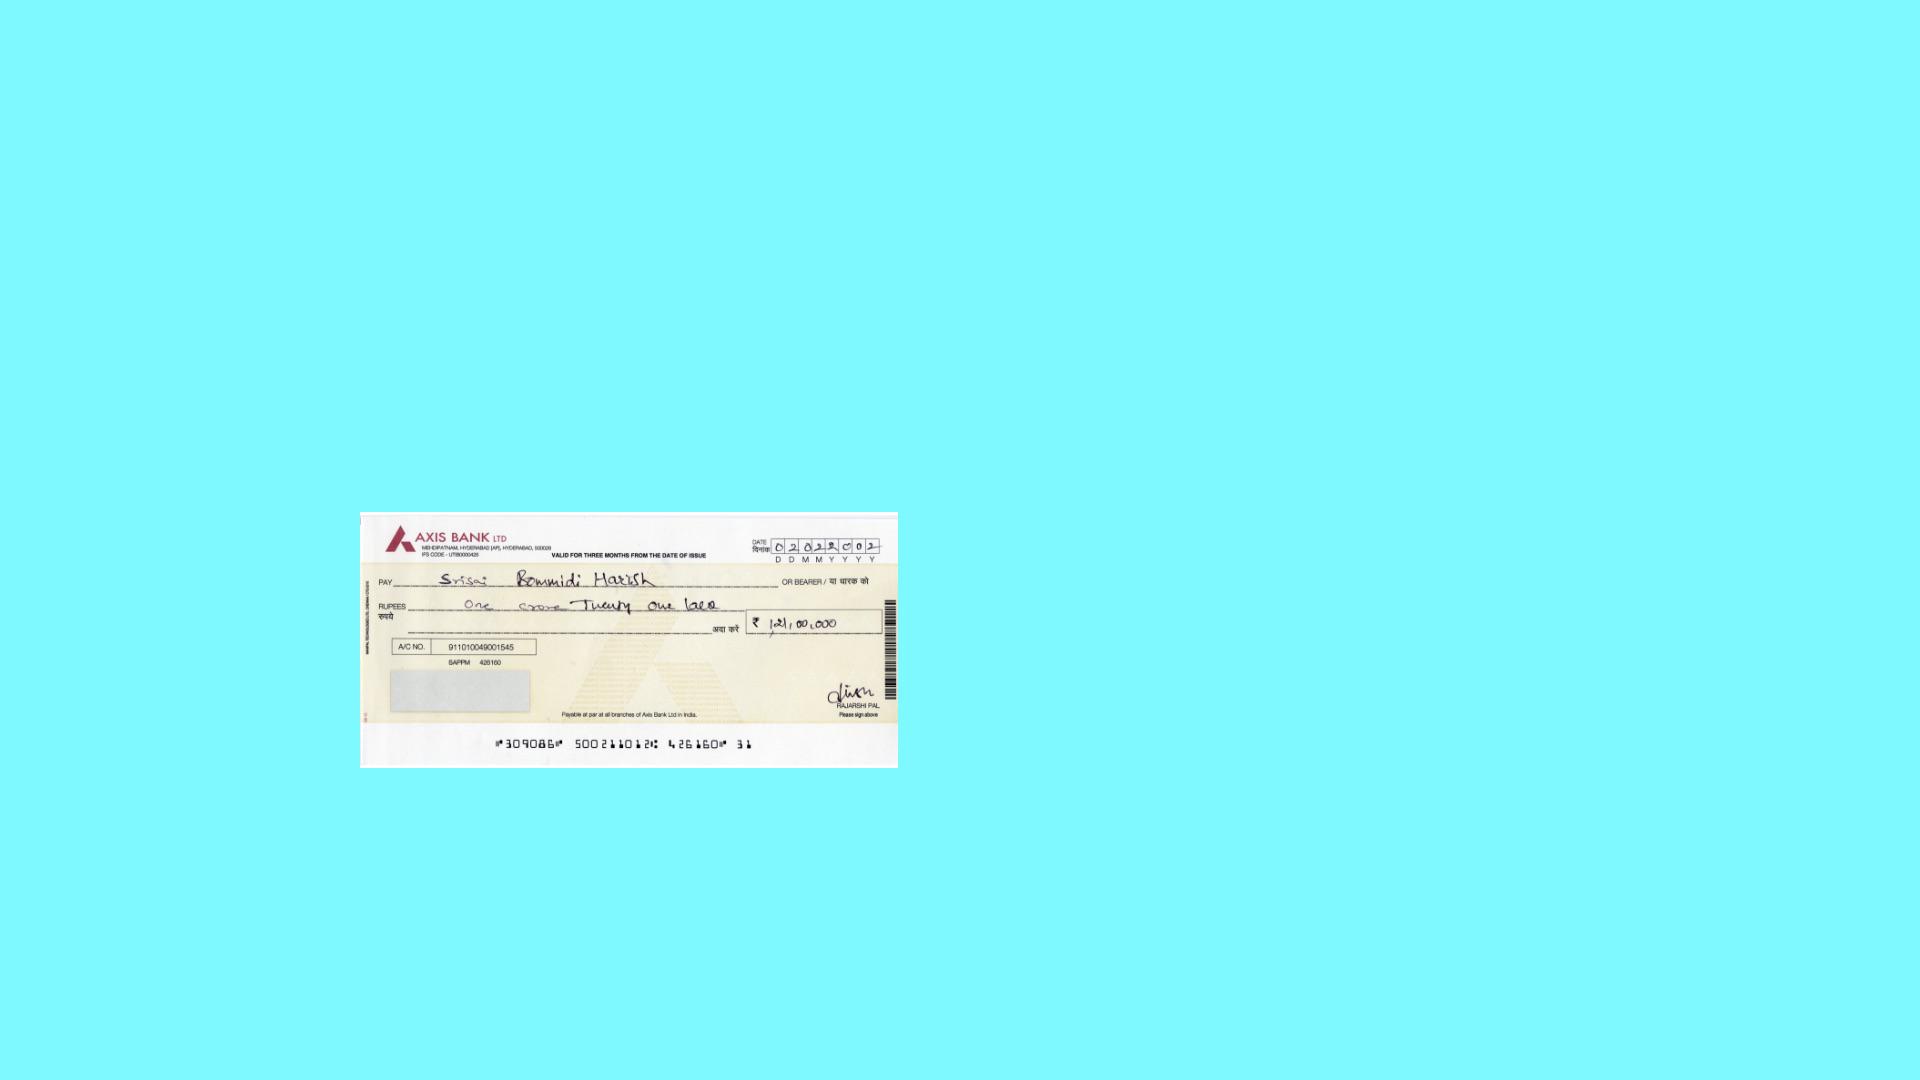 AXIS BANK LTD
MEHDIPATNAM, HYDERABAD [AP], HYDERABAD, 500028
IFS CODE - UTIB0000426
VALID FOR THREE MONTHS FROM THE DATE OF ISSUE
DATE दिनांक 0 2 0 2 2 0 0 2
D D M M Y Y Y Y
PAY Srisai Bommidi Harish OR BEARER / या धारक को
RUPEES रुपये One crore Twenty one lacs
अदा करें ₹ 1,21,00,000
A/C NO. 911010049001545
SAPPM 426160
RAJARSHI PAL
Payable at par at all branches of Axis Bank Ltd in India.
Please sign above
⑈309086⑈ 500211012⑆ 426160⑈ 31